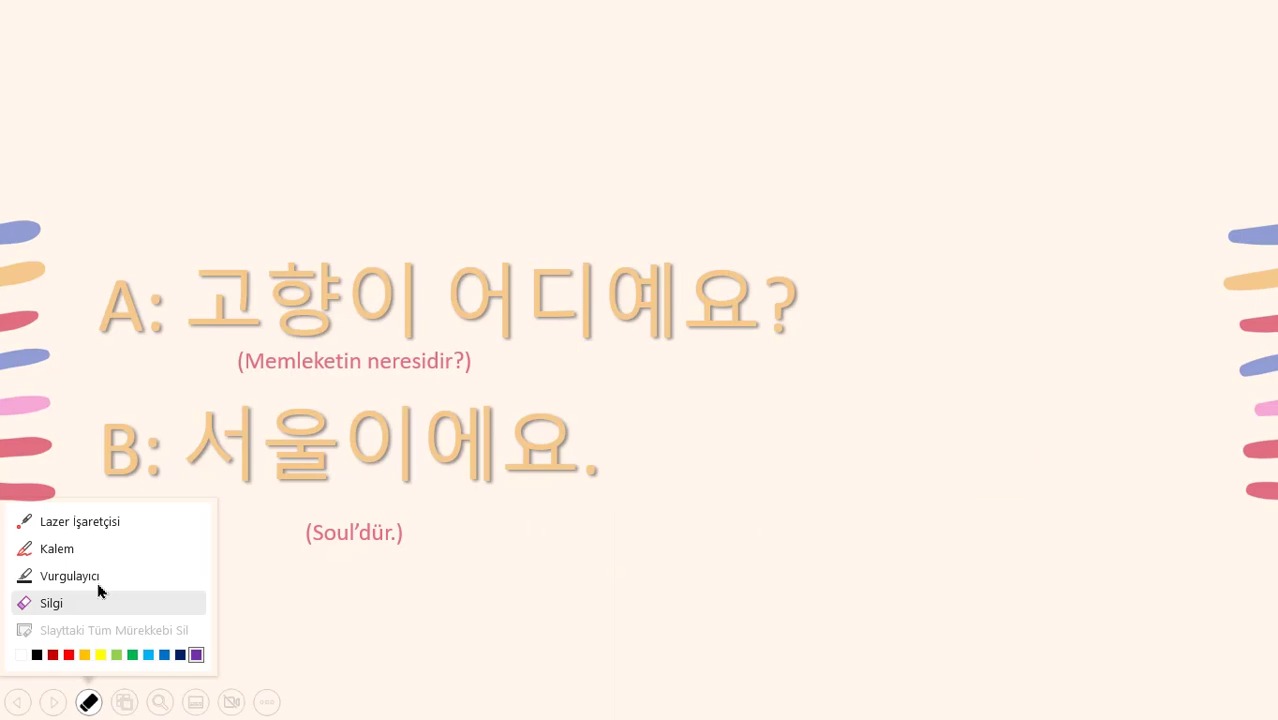 A: 고향이 어디예요?
(Memleketin neresidir?)
B: 서울이에요.
(Soul’dür.)
Lazer İşaretçisi
Kalem
Vurgulayıcı
Silgi
Slayttaki Tüm Mürekkebi Sil